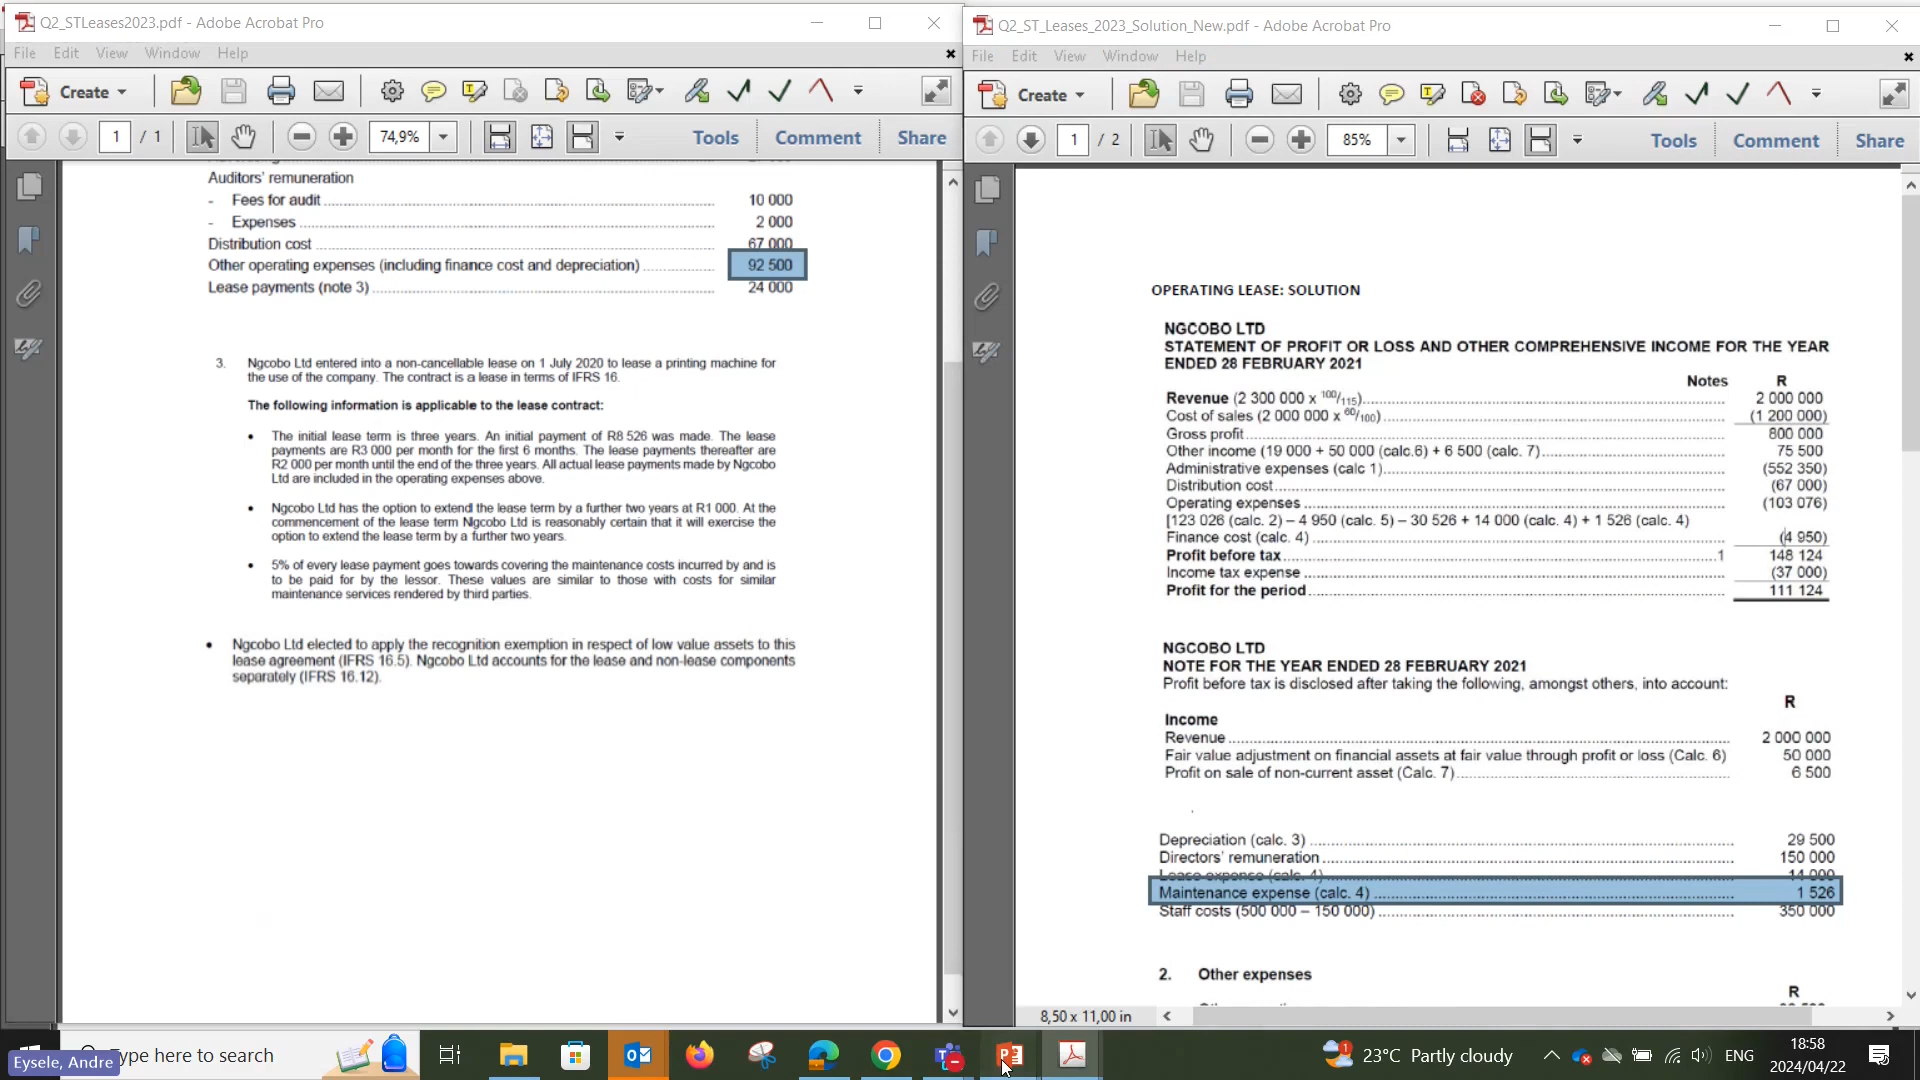 Q2_STLeases2023.pdf - Adobe Acrobat Pro
File Edit View Window Help
Create
1 / 1
74,9%
Tools Comment Share
Auditors' remuneration
- Fees for audit 10 000
- Expenses 2 000
Distribution cost 67 000
Other operating expenses (including finance cost and depreciation) 92 500
Lease payments (note 3) 24 000
3. Ngcobo Ltd entered into a non-cancellable lease on 1 July 2020 to lease a printing machine for
the use of the company. The contract is a lease in terms of IFRS 16.
The following information is applicable to the lease contract:
• The initial lease term is three years. An initial payment of R8 526 was made. The lease
payments are R3 000 per month for the first 6 months. The lease payments thereafter are
R2 000 per month until the end of the three years. All actual lease payments made by Ngcobo
Ltd are included in the operating expenses above.
• Ngcobo Ltd has the option to extend the lease term by a further two years at R1 000. At the
commencement of the lease term Ngcobo Ltd is reasonably certain that it will exercise the
option to extend the lease term by a further two years.
• 5% of every lease payment goes towards covering the maintenance costs incurred by and is
to be paid for by the lessor. These values are similar to those with costs for similar
maintenance services rendered by third parties.
• Ngcobo Ltd elected to apply the recognition exemption in respect of low value assets to this
lease agreement (IFRS 16.5). Ngcobo Ltd accounts for the lease and non-lease components
separately (IFRS 16.12).
Q2_ST_Leases_2023_Solution_New.pdf - Adobe Acrobat Pro
File Edit View Window Help
Create
1 / 2
85%
Tools Comment Share
OPERATING LEASE: SOLUTION
NGCOBO LTD
STATEMENT OF PROFIT OR LOSS AND OTHER COMPREHENSIVE INCOME FOR THE YEAR
ENDED 28 FEBRUARY 2021
Notes R
Revenue (2 300 000 x 100/115) 2 000 000
Cost of sales (2 000 000 x 60/100) (1 200 000)
Gross profit 800 000
Other income (19 000 + 50 000 (calc.6) + 6 500 (calc. 7) 75 500
Administrative expenses (calc 1) (552 350)
Distribution cost (67 000)
Operating expenses (103 076)
[123 026 (calc. 2) – 4 950 (calc. 5) – 30 526 + 14 000 (calc. 4) + 1 526 (calc. 4)
Finance cost (calc. 4) (4 950)
Profit before tax 1 148 124
Income tax expense (37 000)
Profit for the period 111 124
NGCOBO LTD
NOTE FOR THE YEAR ENDED 28 FEBRUARY 2021
Profit before tax is disclosed after taking the following, amongst others, into account:
R
Income
Revenue 2 000 000
Fair value adjustment on financial assets at fair value through profit or loss (Calc. 6) 50 000
Profit on sale of non-current asset (Calc. 7) 6 500
Depreciation (calc. 3) 29 500
Directors' remuneration 150 000
Lease expense (calc. 4) 14 000
Maintenance expense (calc. 4) 1 526
Staff costs (500 000 – 150 000) 350 000
2. Other expenses
R
8,50 x 11,00 in
Eysele, Andre
Type here to search
23°C Partly cloudy
ENG
18:58
2024/04/22